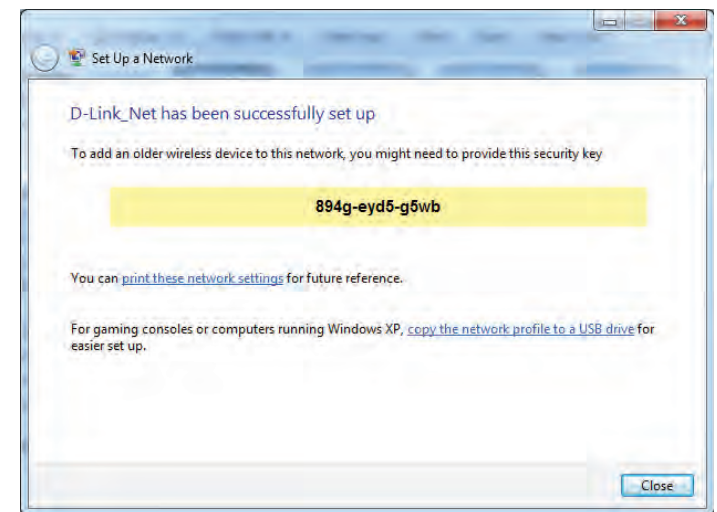 Set Up a Network
D-Link_Net has been successfully set up
To add an older wireless device to this network, you might need to provide this security key
894g-eyd5-g5wb
You can print these network settings for future reference.
For gaming consoles or computers running Windows XP, copy the network profile to a USB drive for
easier set up.
Close